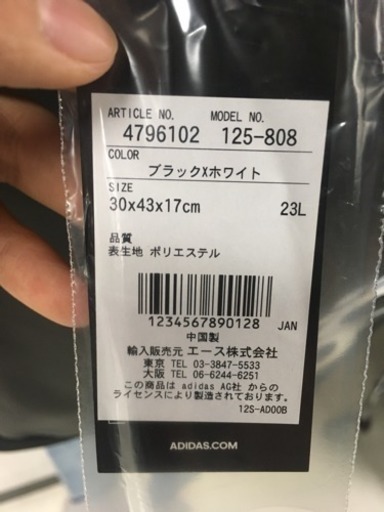 ARTICLE NO. MODEL NO.
4796102 125-808
COLOR
ブラックXホワイト
SIZE
30x43x17cm 23L
品質
表生地 ポリエステル
1234567890128 JAN
中国製
輸入販売元 エース株式会社
東京 TEL 03-3847-5533
大阪 TEL 06-6244-6251
この商品は adidas AG社 からの
ライセンスにより製造されています。
12S-AD00B
ADIDAS.COM